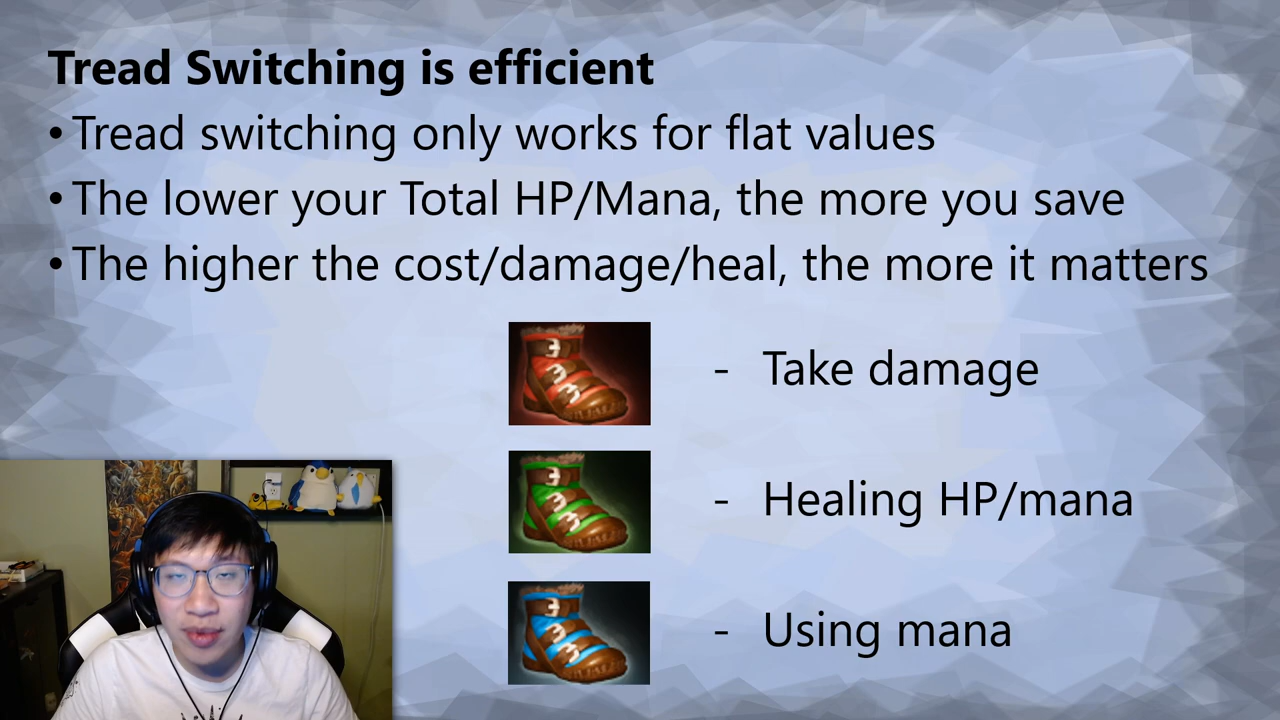 Tread Switching is efficient
• Tread switching only works for flat values
• The lower your Total HP/Mana, the more you save
• The higher the cost/damage/heal, the more it matters
- Take damage
- Healing HP/mana
- Using mana